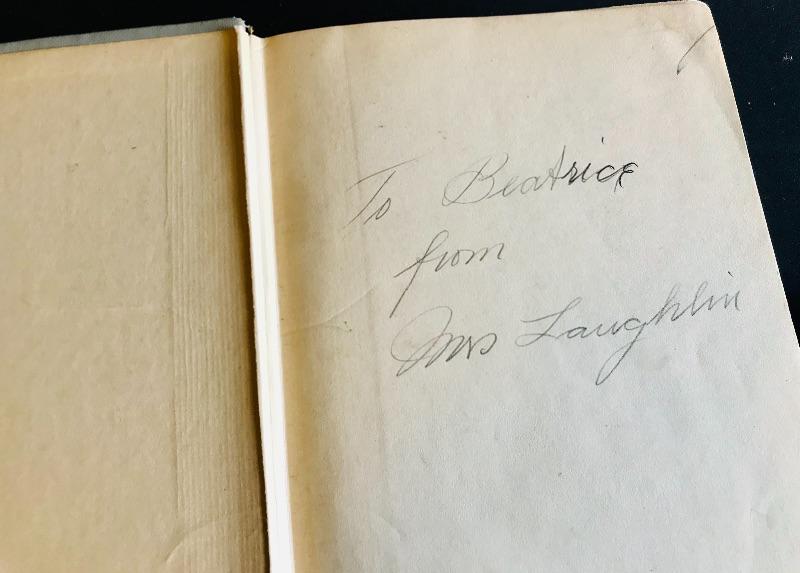 To Beatrice
from
Mrs Laughlin